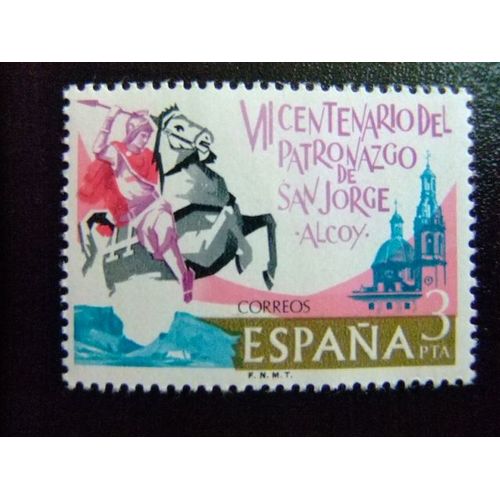 VII CENTENARIO DEL
PATRONAZGO
DE
SAN JORGE
·ALCOY·
CORREOS
3
ESPAÑA PTA
F. N. M. T.